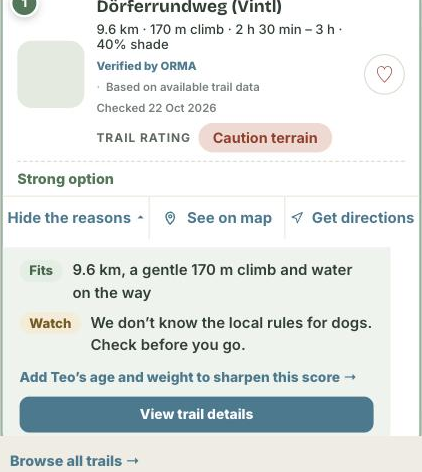 1
Dörferrundweg (Vintl)
9.6 km · 170 m climb · 2 h 30 min – 3 h ·
40% shade
Verified by ORMA
· Based on available trail data
Checked 22 Oct 2026
TRAIL RATING Caution terrain
Strong option
Hide the reasons See on map Get directions
Fits 9.6 km, a gentle 170 m climb and water
on the way
Watch We don’t know the local rules for dogs.
Check before you go.
Add Teo’s age and weight to sharpen this score →
View trail details
Browse all trails →